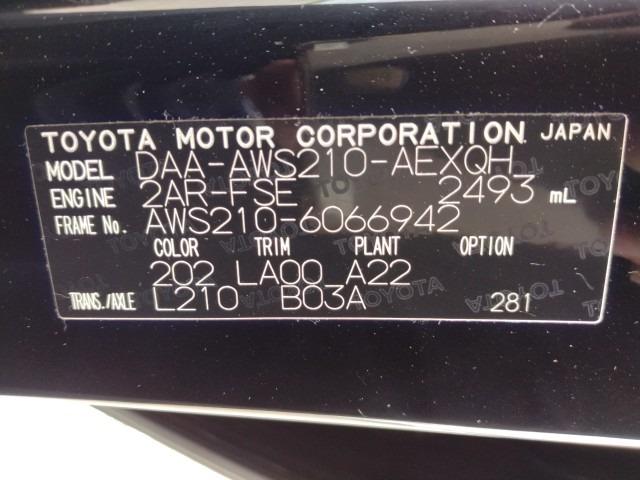 TOYOTA MOTOR CORPORATION JAPAN
MODEL DAA-AWS210-AEXQH
ENGINE 2AR-FSE 2493 mL
FRAME No. AWS210-6066942
COLOR TRIM PLANT OPTION
202 LA00 A22
TRANS./AXLE L210 B03A 281